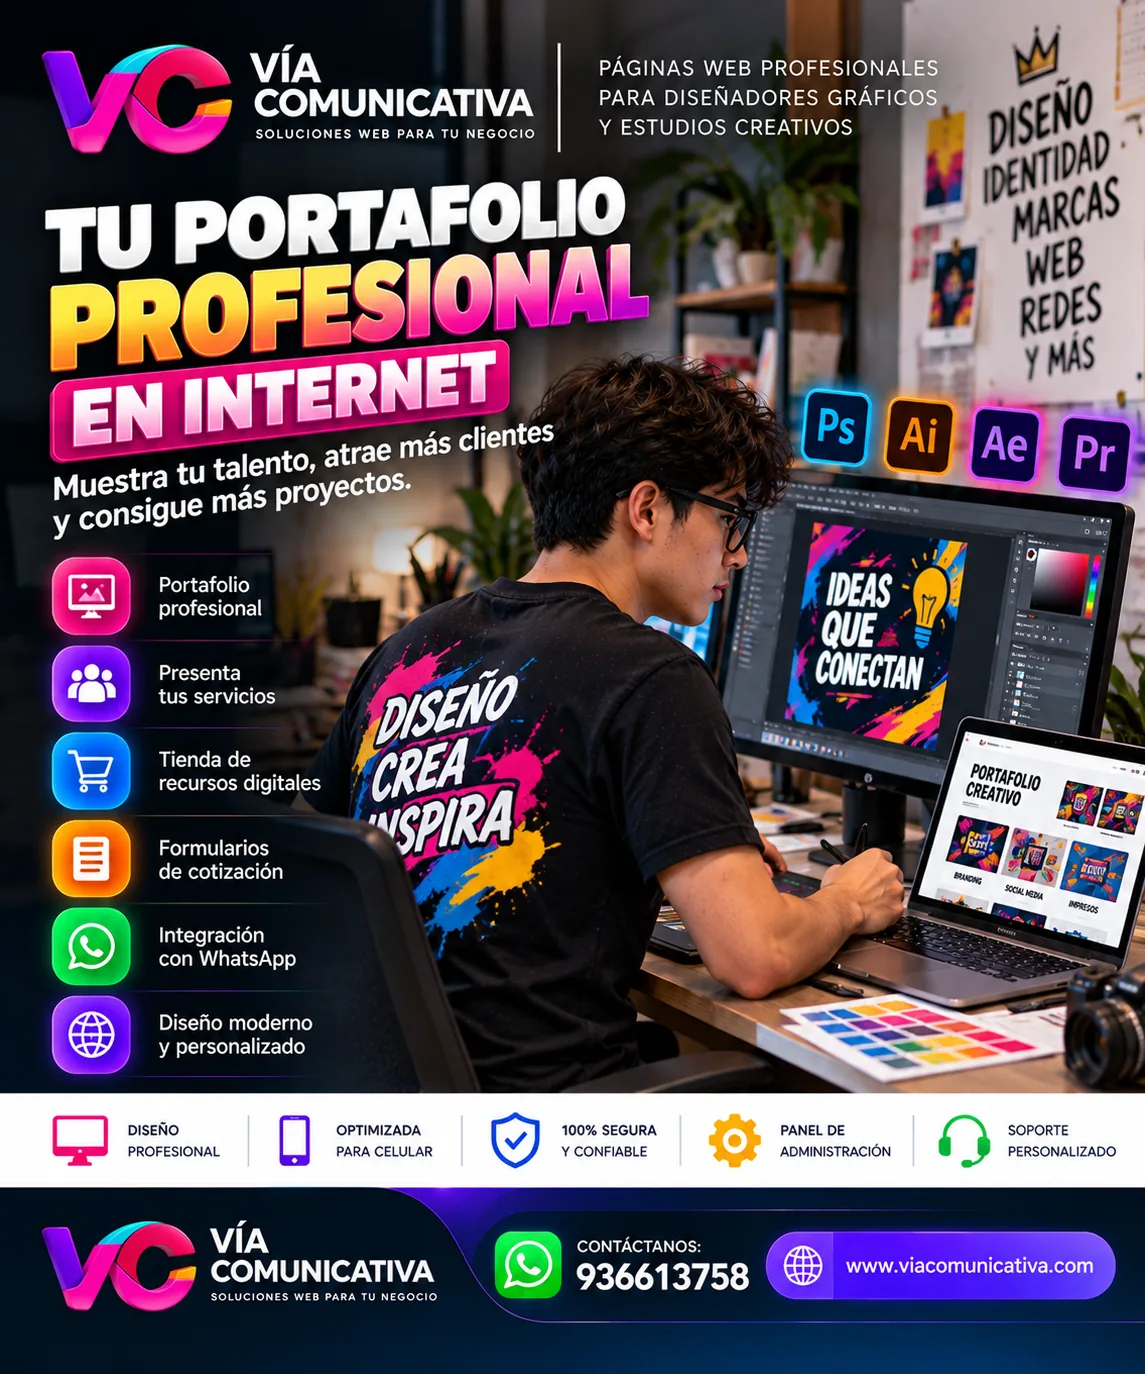 VC
VÍA
COMUNICATIVA
SOLUCIONES WEB PARA TU NEGOCIO
PÁGINAS WEB PROFESIONALES
PARA DISEÑADORES GRÁFICOS
Y ESTUDIOS CREATIVOS
DISEÑO
IDENTIDAD
MARCAS
WEB
REDES
Y MÁS
TU PORTAFOLIO
PROFESIONAL
EN INTERNET
Muestra tu talento, atrae más clientes
y consigue más proyectos.
Ps
Ai
Ae
Pr
IDEAS
QUE
CONECTAN
Portafolio
profesional
Presenta
tus servicios
Tienda de
recursos digitales
Formularios
de cotización
Integración
con WhatsApp
Diseño moderno
y personalizado
DISEÑO
CREA
INSPIRA
PORTAFOLIO
CREATIVO
BRANDING
SOCIAL MEDIA
IMPRESOS
DISEÑO
PROFESIONAL
OPTIMIZADA
PARA CELULAR
100% SEGURA
Y CONFIABLE
PANEL DE
ADMINISTRACIÓN
SOPORTE
PERSONALIZADO
VC
VÍA
COMUNICATIVA
SOLUCIONES WEB PARA TU NEGOCIO
CONTÁCTANOS:
936613758
www.viacomunicativa.com